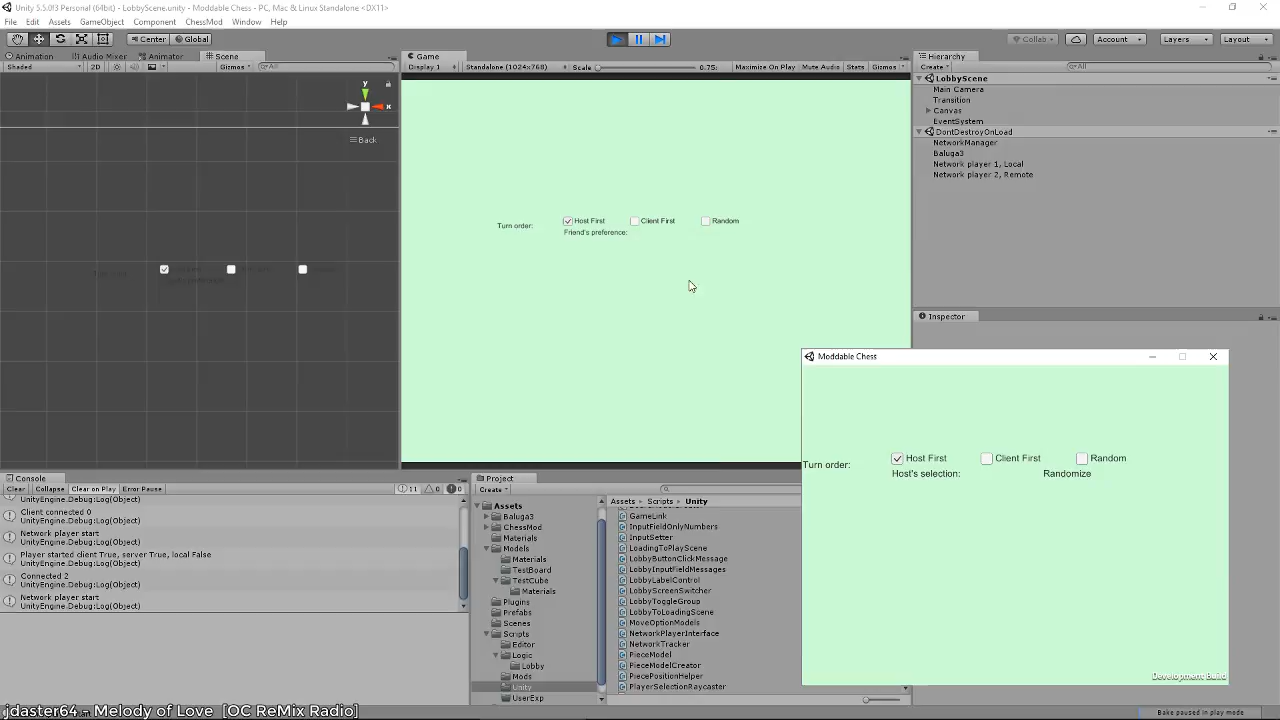 Unity 5.5.0f3 Personal (64bit) - LobbyScene.unity - Moddable Chess - PC, Mac & Linux Standalone <DX11>
File Edit Assets GameObject Component ChessMod Window Help
Center Global Collab Account Layers Layout
Animation Audio Mixer Animator Scene
Shaded 2D Gizmos All
Back
Game
Display 1 Standalone (1024x768) Scale 0.75: Maximize On Play Mute Audio Stats Gizmos
Turn order: Host First Client First Random
Friend's preference:
Hierarchy
Create All
LobbyScene
Main Camera
Transition
Canvas
EventSystem
DontDestroyOnLoad
NetworkManager
Baluga3
Network player 1, Local
Network player 2, Remote
Inspector
Moddable Chess
Host First Client First Random
Turn order:
Host's selection: Randomize
Development Build
Console
Clear Collapse Clear on Play Error Pause 11 0 0
UnityEngine.Debug:Log(Object)
Client connected 0
UnityEngine.Debug:Log(Object)
Network player start
UnityEngine.Debug:Log(Object)
Player started client True, server True, local False
UnityEngine.Debug:Log(Object)
Connected 2
UnityEngine.Debug:Log(Object)
Network player start
UnityEngine.Debug:Log(Object)
Project
Create
Assets
Baluga3
ChessMod
Materials
Models
Materials
TestBoard
TestCube
Materials
Plugins
Prefabs
Scenes
Scripts
Editor
Logic
Lobby
Mods
Unity
UserExp
Assets Scripts Unity
GameLink
InputFieldOnlyNumbers
InputSetter
LoadingToPlayScene
LobbyButtonClickMessage
LobbyInputFieldMessages
LobbyLabelControl
LobbyScreenSwitcher
LobbyToggleGroup
LobbyToLoadingScene
MoveOptionModels
NetworkPlayerInterface
NetworkTracker
PieceModel
PieceModelCreator
PiecePositionHelper
PlayerSelectionRaycaster
jdaster64 - Melody of Love [OC ReMix Radio]
Bake paused in play mode